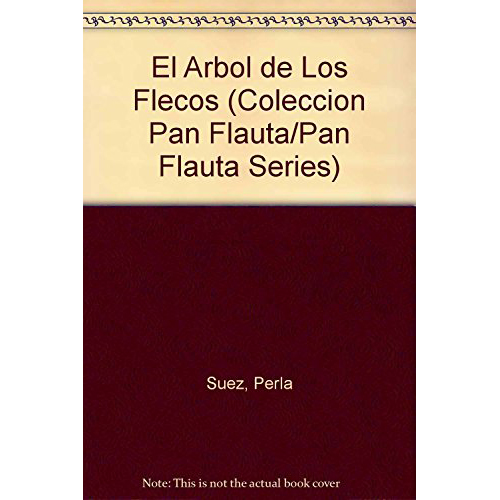 El Arbol de Los
Flecos (Coleccion
Pan Flauta/Pan
Flauta Series)
Suez, Perla
Note: This is not the actual book cover